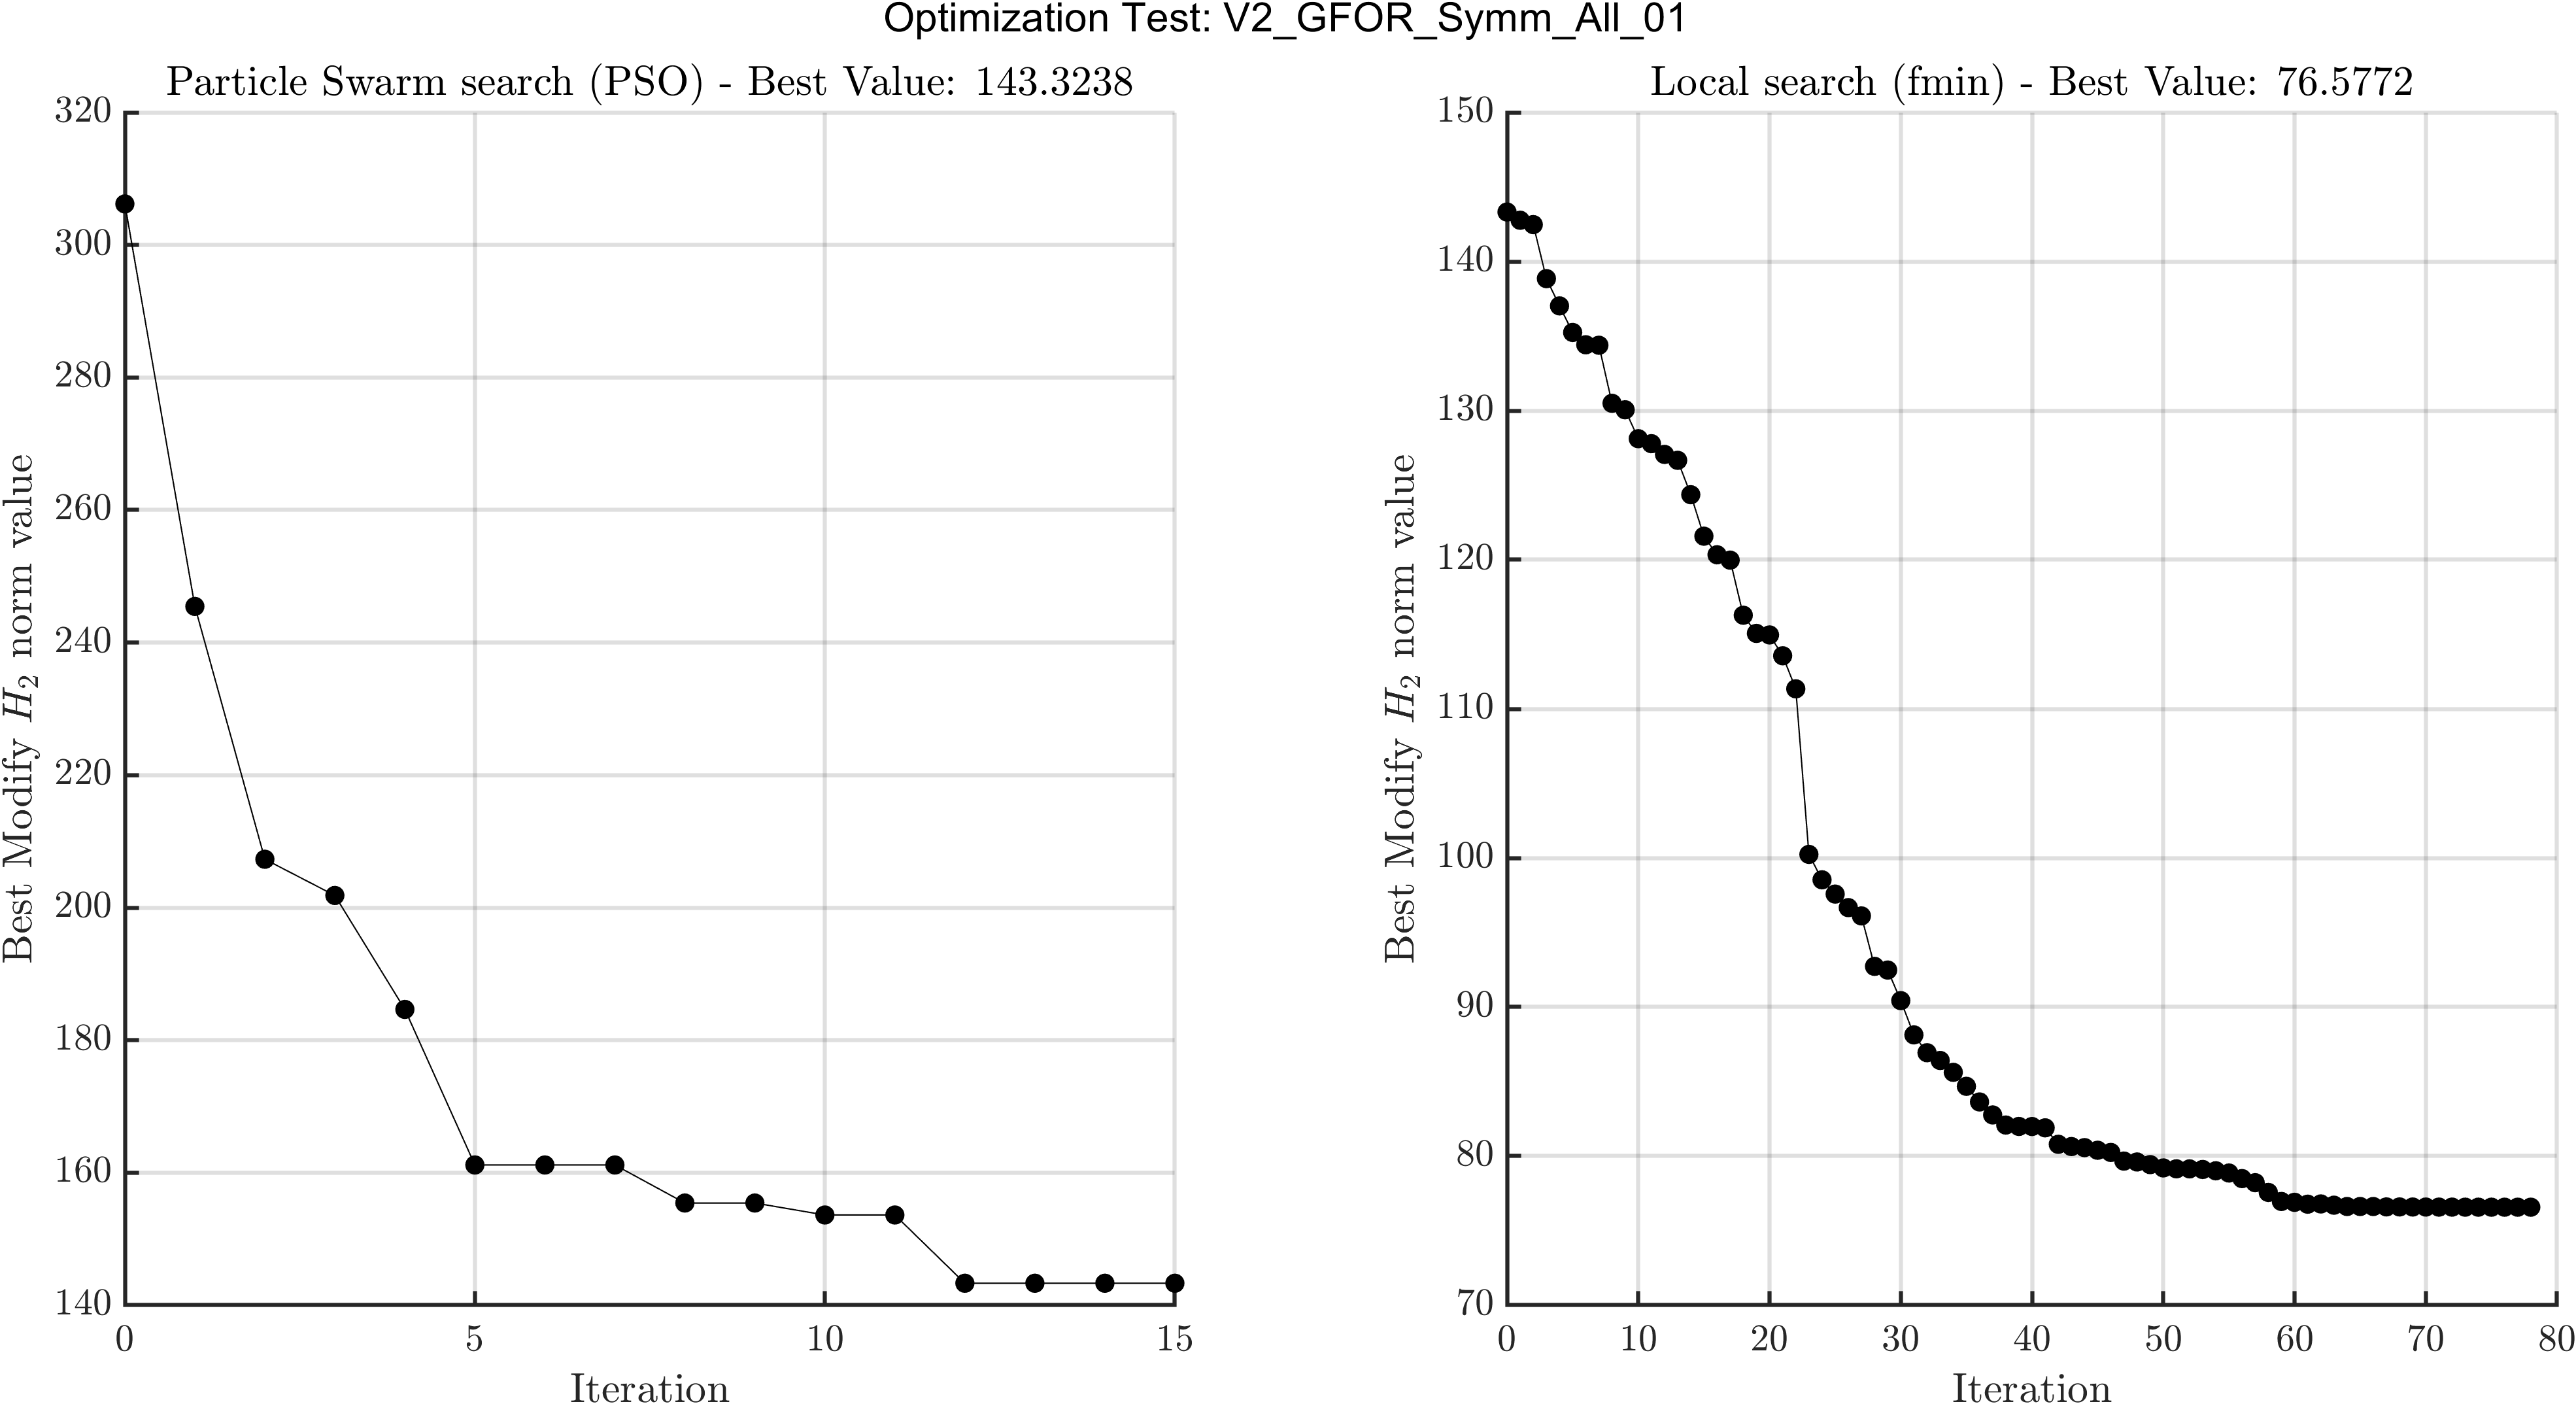 Optimization Test: V2_GFOR_Symm_All_01
Particle Swarm search (PSO) - Best Value: 143.3238
320
300
280
260
240
220
200
180
160
140
Best Modify H2 norm value
0 5 10 15
Iteration
Local search (fmin) - Best Value: 76.5772
150
140
130
120
110
100
90
80
70
Best Modify H2 norm value
0 10 20 30 40 50 60 70 80
Iteration